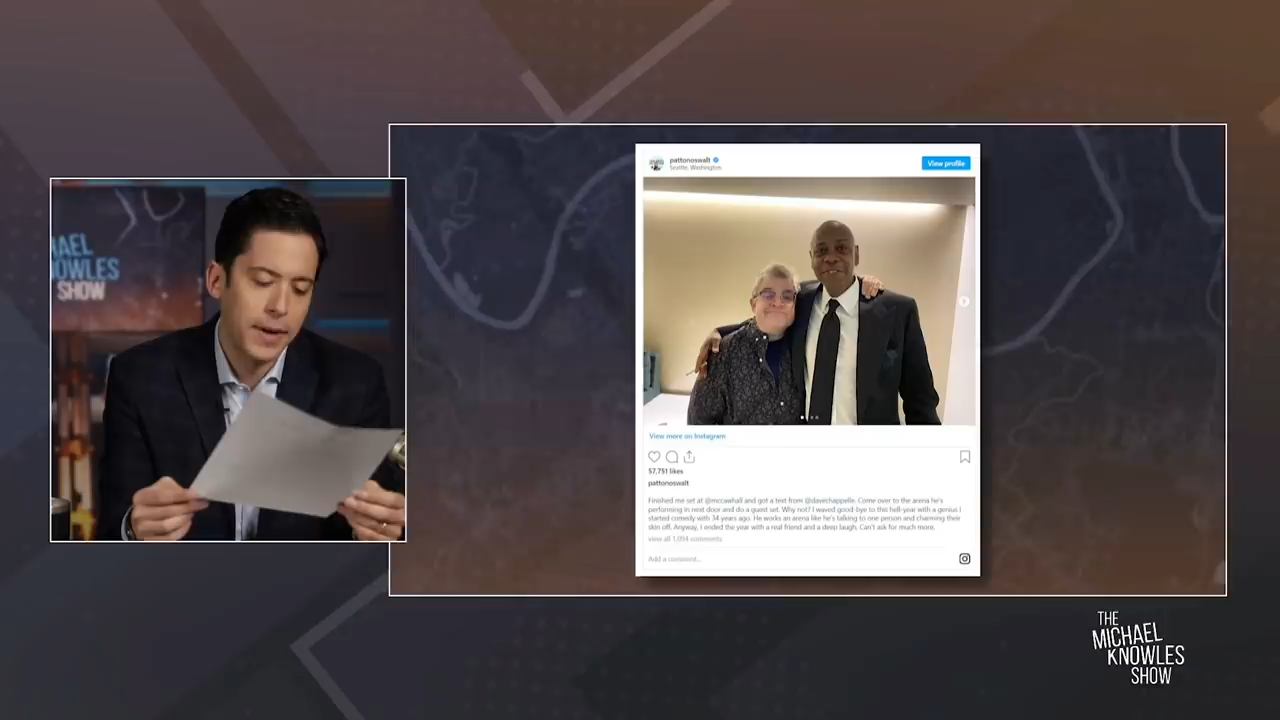 AEL
OWLES
SHOW
pattonoswalt
Seattle, Washington
View profile
View more on Instagram
57,751 likes
pattonoswalt
Finished me set at @mccawhall and got a text from @davechappelle. Come over to the arena he's
performing in next door and do a guest set. Why not? I waved good-bye to this hell-year with a genius I
started comedy with 34 years ago. He works an arena like he's talking to one person and charming their
skin off. Anyway, I ended the year with a real friend and a deep laugh. Can't ask for much more.
view all 1,094 comments
Add a comment...
THE
MICHAEL
KNOWLES
SHOW